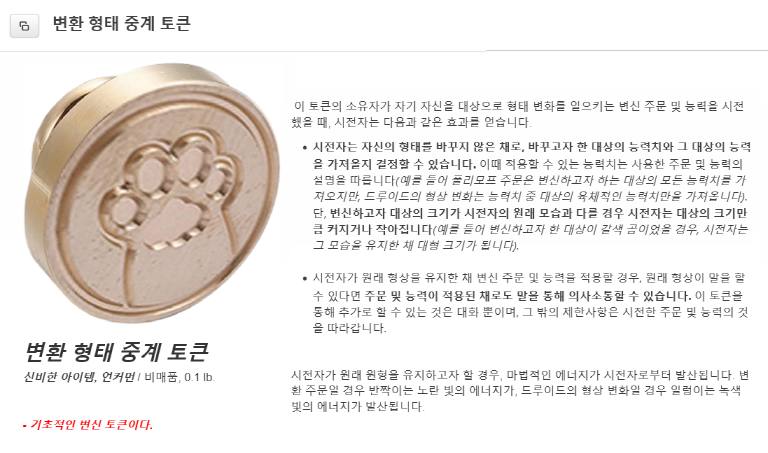 변환 형태 중계 토큰
이 토큰의 소유자가 자기 자신을 대상으로 형태 변화를 일으키는 변신 주문 및 능력을 시전
했을 때, 시전자는 다음과 같은 효과를 얻습니다.
• 시전자는 자신의 형태를 바꾸지 않은 채로, 바꾸고자 한 대상의 능력치와 그 대상의 능력
을 가져올지 결정할 수 있습니다. 이때 적용할 수 있는 능력치는 사용한 주문 및 능력의
설명을 따릅니다(예를 들어 폴리모프 주문은 변신하고자 하는 대상의 모든 능력치를 가
져오지만, 드루이드의 형상 변화는 능력치 중 대상의 육체적인 능력치만을 가져옵니다).
단, 변신하고자 대상의 크기가 시전자의 원래 모습과 다를 경우 시전자는 대상의 크기만
큼 커지거나 작아집니다(예를 들어 변신하고자 한 대상이 갈색 곰이었을 경우, 시전자는
그 모습을 유지한 채 대형 크기가 됩니다).
• 시전자가 원래 형상을 유지한 채 변신 주문 및 능력을 적용할 경우, 원래 형상이 말을 할
수 있다면 주문 및 능력이 적용된 채로도 말을 통해 의사소통할 수 있습니다. 이 토큰을
통해 추가로 할 수 있는 것은 대화 뿐이며, 그 밖의 제한사항은 시전한 주문 및 능력의 것
을 따라갑니다.
시전자가 원래 원형을 유지하고자 할 경우, 마법적인 에너지가 시전자로부터 발산됩니다. 변
환 주문일 경우 반짝이는 노란 빛의 에너지가, 드루이드의 형상 변화일 경우 일렁이는 녹색
빛의 에너지가 발산됩니다.
변환 형태 중계 토큰
신비한 아이템, 언커먼 / 비매품, 0.1 lb.
- 기초적인 변신 토큰이다.